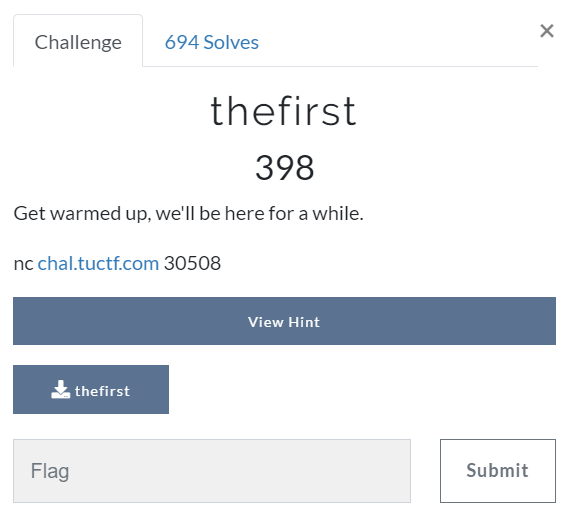 Challenge
694 Solves
×
thefirst
398
Get warmed up, we'll be here for a while.
nc chal.tuctf.com 30508
View Hint
thefirst
Flag
Submit